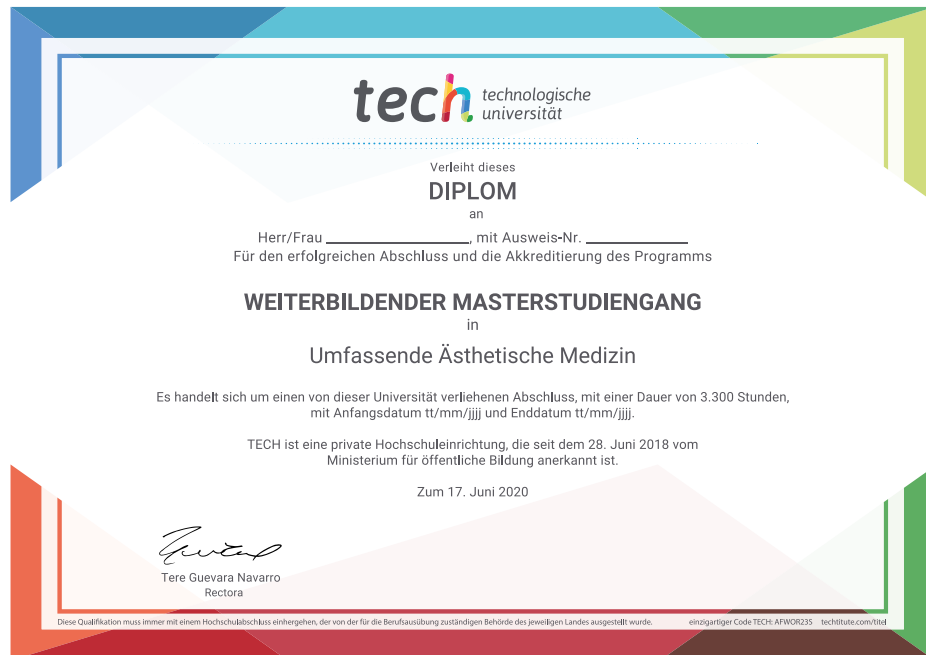 tech technologische
universität
Verleiht dieses
DIPLOM
an
Herr/Frau ________________, mit Ausweis-Nr. ____________
Für den erfolgreichen Abschluss und die Akkreditierung des Programms
WEITERBILDENDER MASTERSTUDIENGANG
in
Umfassende Ästhetische Medizin
Es handelt sich um einen von dieser Universität verliehenen Abschluss, mit einer Dauer von 3.300 Stunden,
mit Anfangsdatum tt/mm/jjjj und Enddatum tt/mm/jjjj.
TECH ist eine private Hochschuleinrichtung, die seit dem 28. Juni 2018 vom
Ministerium für öffentliche Bildung anerkannt ist.
Zum 17. Juni 2020
Tere Guevara Navarro
Rectora
Diese Qualifikation muss immer mit einem Hochschulabschluss einhergehen, der von der für die Berufsausübung zuständigen Behörde des jeweiligen Landes ausgestellt wurde. einzigartiger Code TECH: AFWOR23S techtitute.com/titel